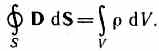 ∮_S D dS = ∫_V ρ dV.